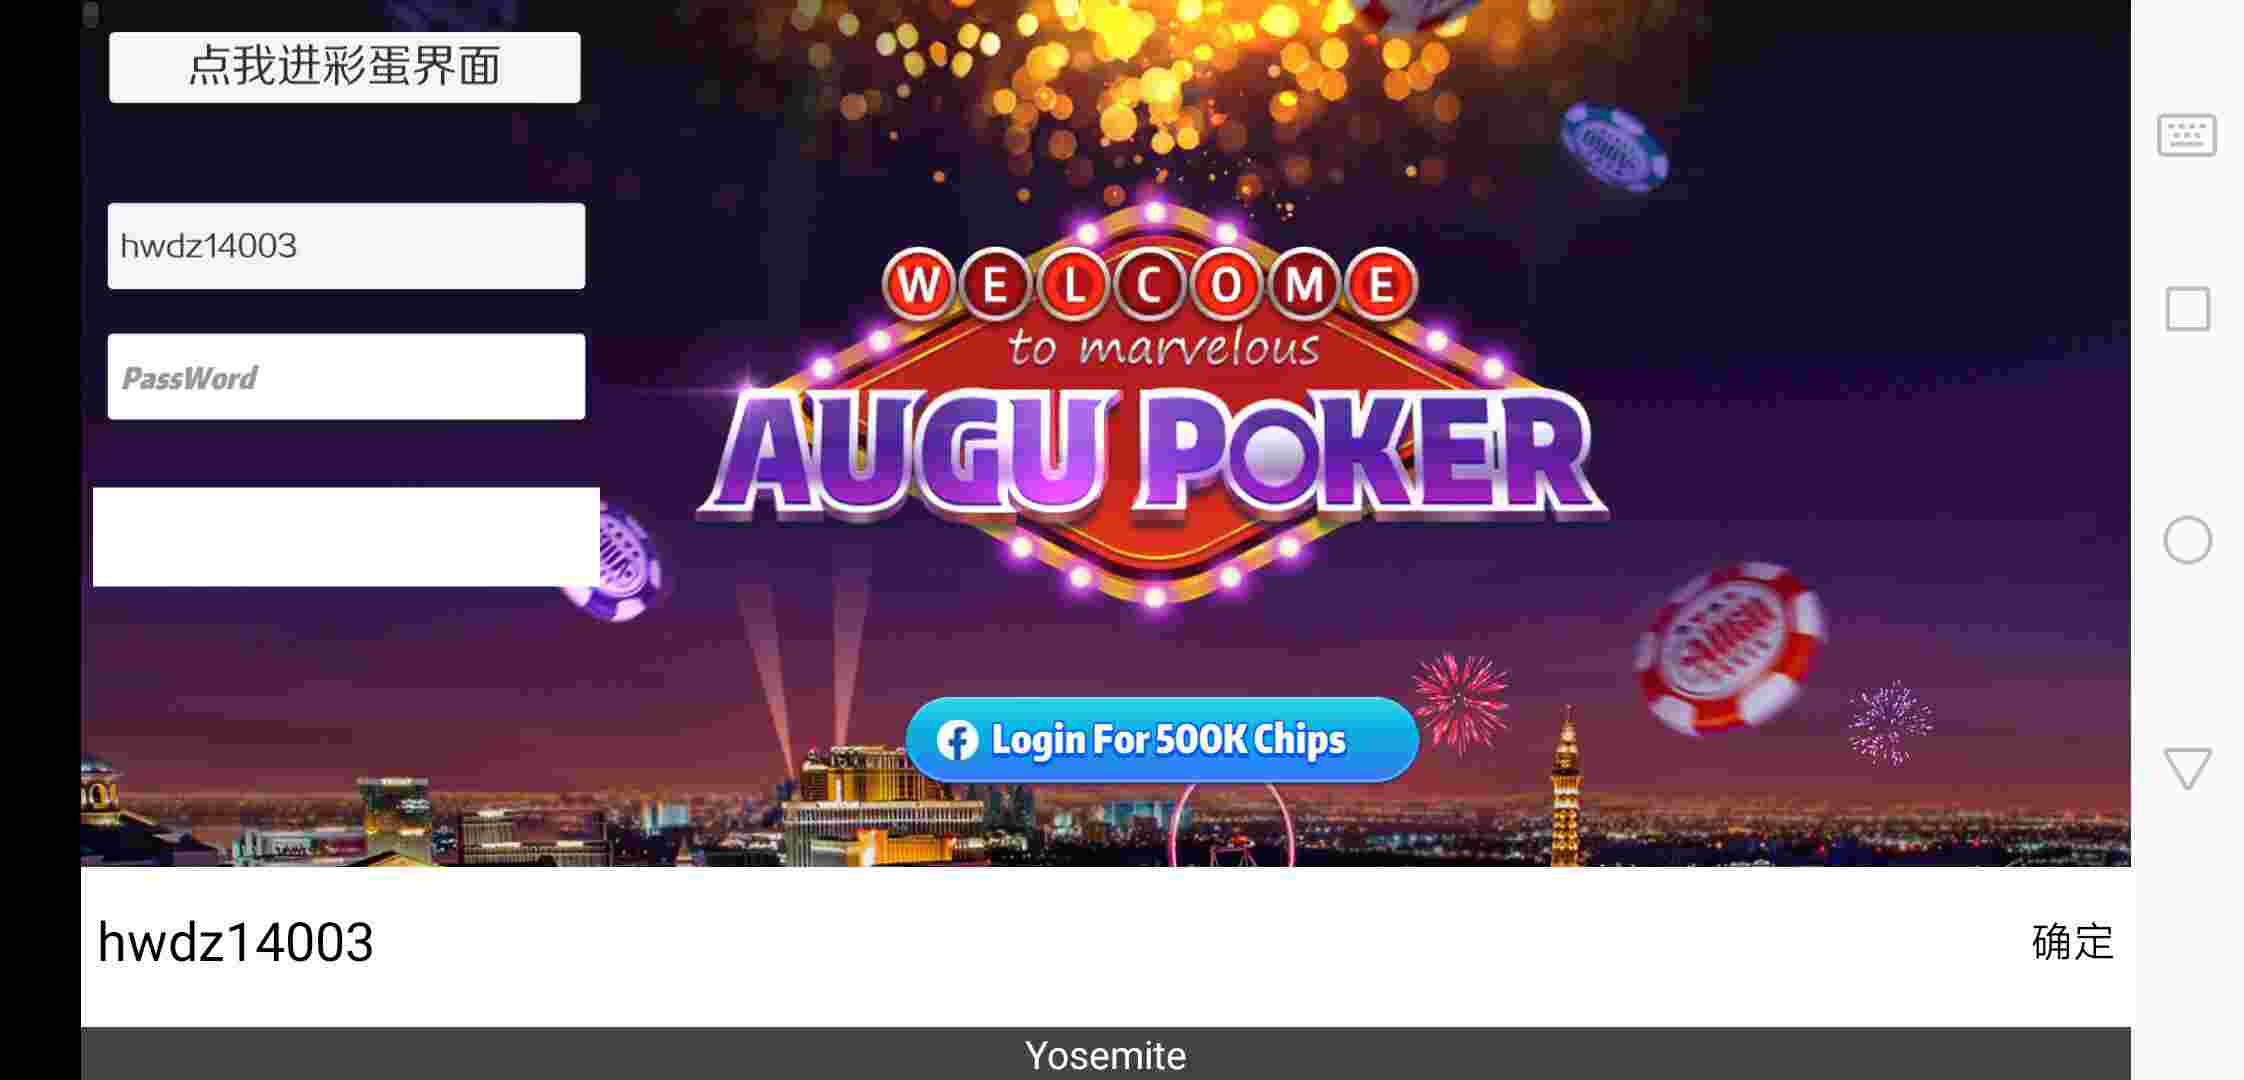 点我进彩蛋界面
hwdz14003
PassWord
WELCOME
to marvelous
AUGU POKER
Login For 500K Chips
hwdz14003
确定
Yosemite